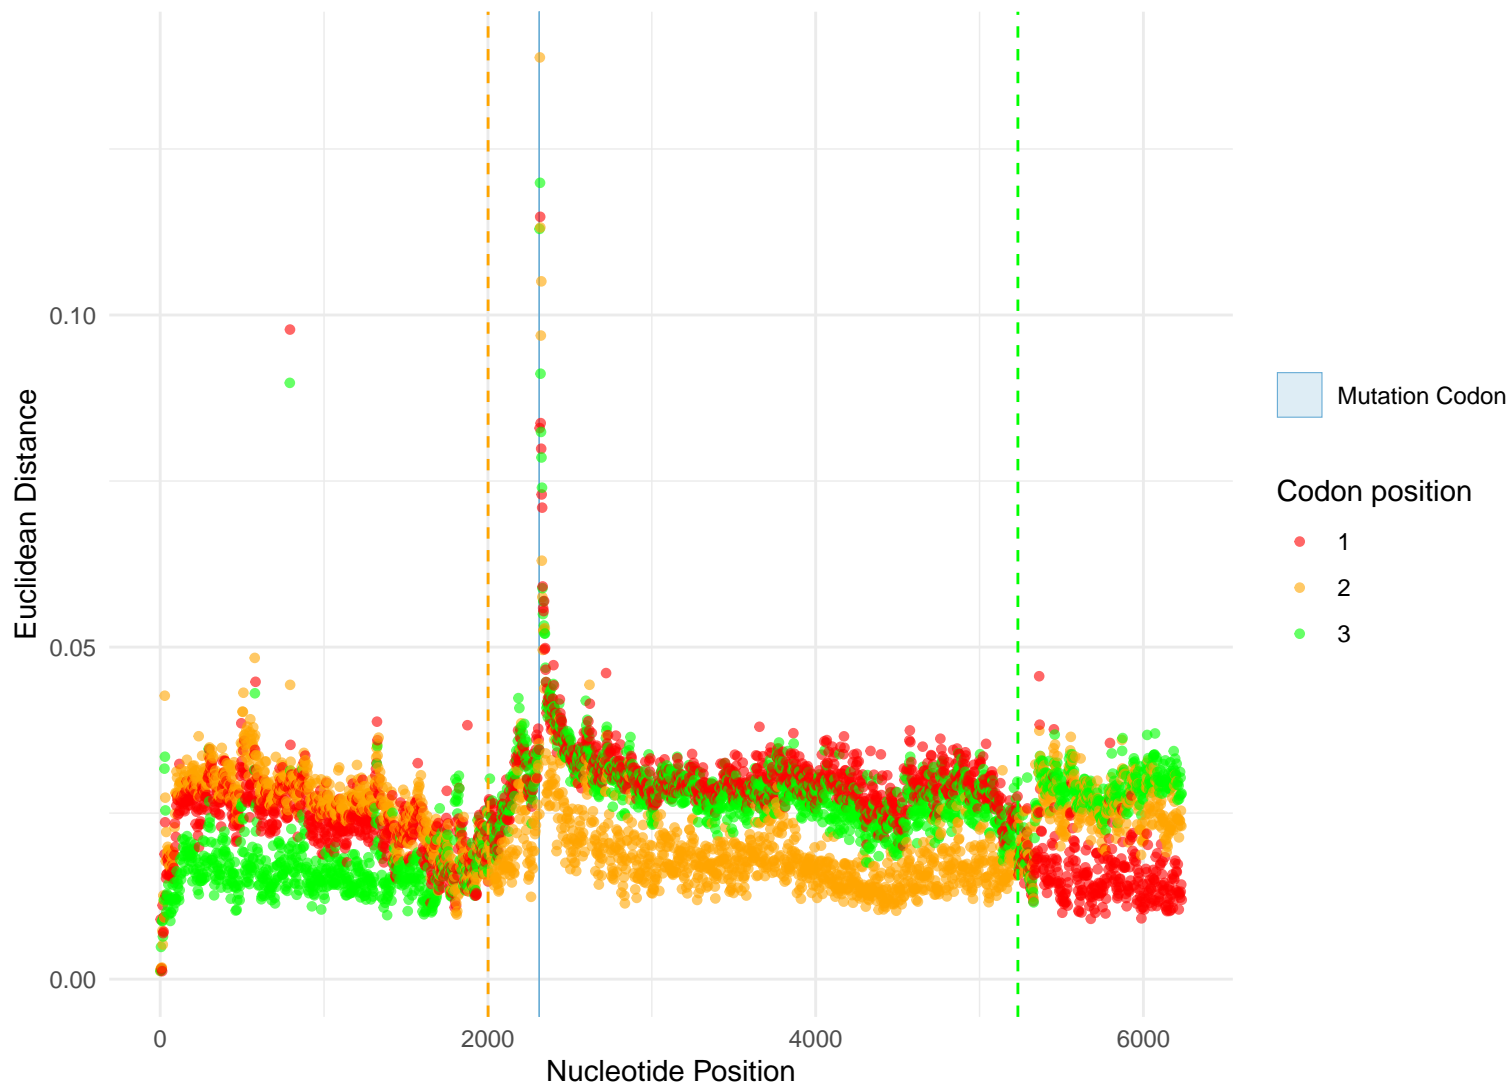 0.10
0.05
0.00
Euclidean Distance
0
2000
4000
6000
Nucleotide Position
Mutation Codon
Codon position
1
2
3